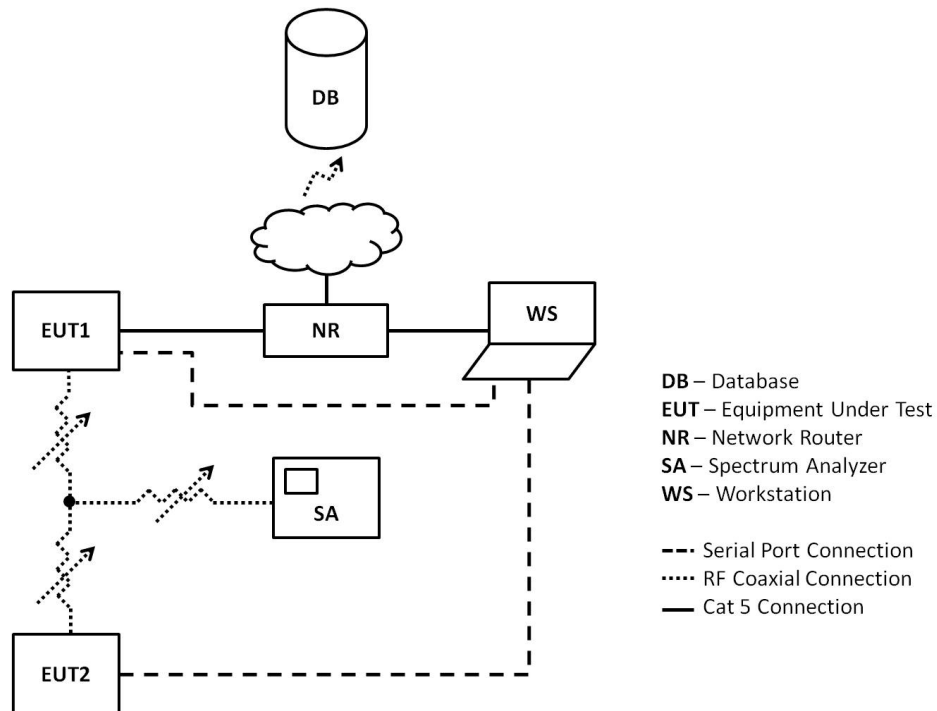 DB
EUT1
NR
WS
SA
EUT2
DB – Database
EUT – Equipment Under Test
NR – Network Router
SA – Spectrum Analyzer
WS – Workstation
Serial Port Connection
RF Coaxial Connection
Cat 5 Connection